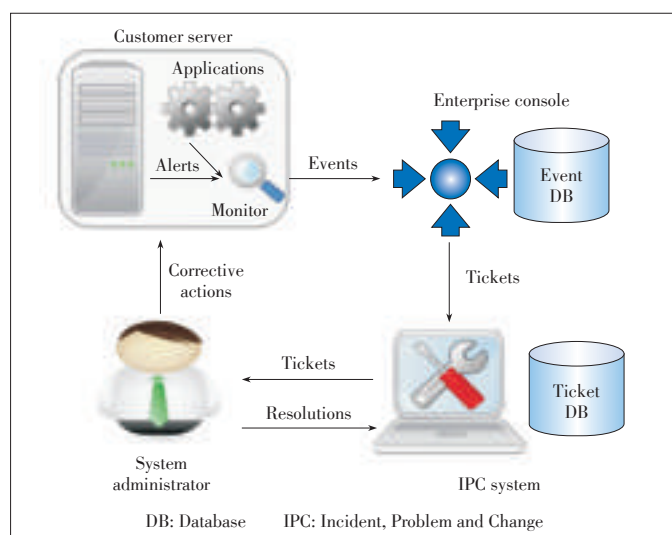 Customer server
Applications
Alerts
Monitor
Events
Enterprise console
Event
DB
Corrective
actions
Tickets
Tickets
Resolutions
Ticket
DB
System
administrator
IPC system
DB: Database IPC: Incident, Problem and Change